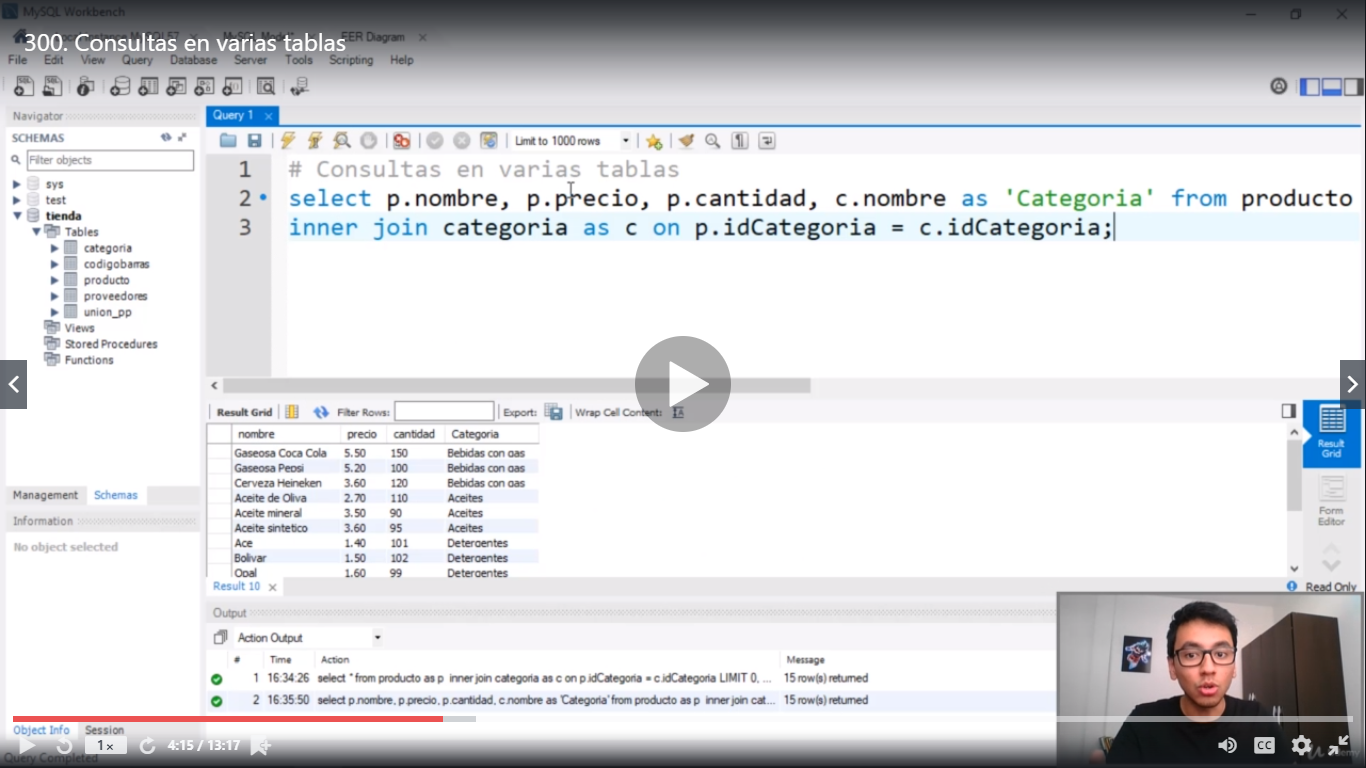 MySQL Workbench
300. Consultas en varias tablas
EER Diagram
File Edit View Query Database Server Tools Scripting Help
Navigator
SCHEMAS
Filter objects
sys
test
tienda
Tables
categoria
codigobarras
producto
proveedores
union_pp
Views
Stored Procedures
Functions
Management Schemas
Information
No object selected
Query 1
Limit to 1000 rows
1 # Consultas en varias tablas
2 select p.nombre, p.precio, p.cantidad, c.nombre as 'Categoria' from producto
3 inner join categoria as c on p.idCategoria = c.idCategoria;
Result Grid Filter Rows: Export: Wrap Cell Content:
nombre precio cantidad Categoria
Gaseosa Coca Cola 5.50 150 Bebidas con gas
Gaseosa Pepsi 5.20 100 Bebidas con gas
Cerveza Heineken 3.60 120 Bebidas con gas
Aceite de Oliva 2.70 110 Aceites
Aceite mineral 3.50 90 Aceites
Aceite sintetico 3.60 95 Aceites
Ace 1.40 101 Detergentes
Bolivar 1.50 102 Detergentes
Opal 1.60 99 Detergentes
Result Grid
Form Editor
Result 10
Read Only
Output
Action Output
# Time Action Message
1 16:34:26 select * from producto as p inner join categoria as c on p.idCategoria = c.idCategoria LIMIT 0, ... 15 row(s) returned
2 16:35:50 select p.nombre, p.precio, p.cantidad, c.nombre as 'Categoria' from producto as p inner join cat... 15 row(s) returned
Object Info Session
1x
4:15 / 13:17
CC
Query Completed